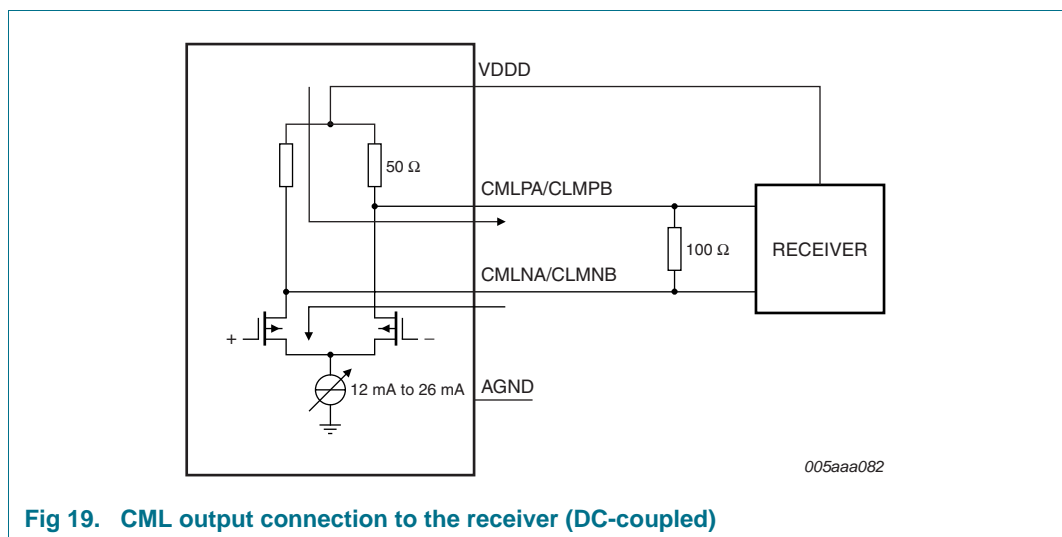 VDDD
50 Ω
CMLPA/CLMPB
100 Ω
RECEIVER
CMLNA/CLMNB
+
−
12 mA to 26 mA
AGND
005aaa082
Fig 19. CML output connection to the receiver (DC-coupled)